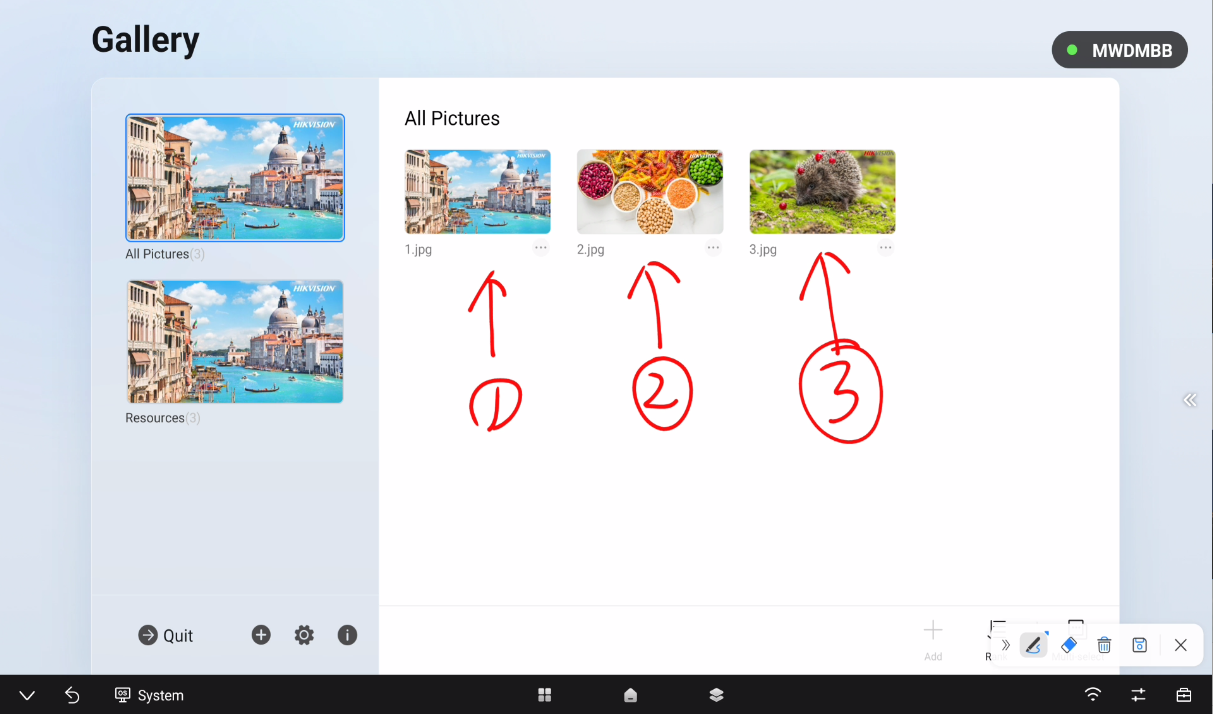 Gallery
MWDMBB
HIKVISION
All Pictures(3)
HIKVISION
Resources(3)
Quit
All Pictures
HIKVISION
HIKVISION
1.jpg
2.jpg
3.jpg
1
2
3
Add
OS System